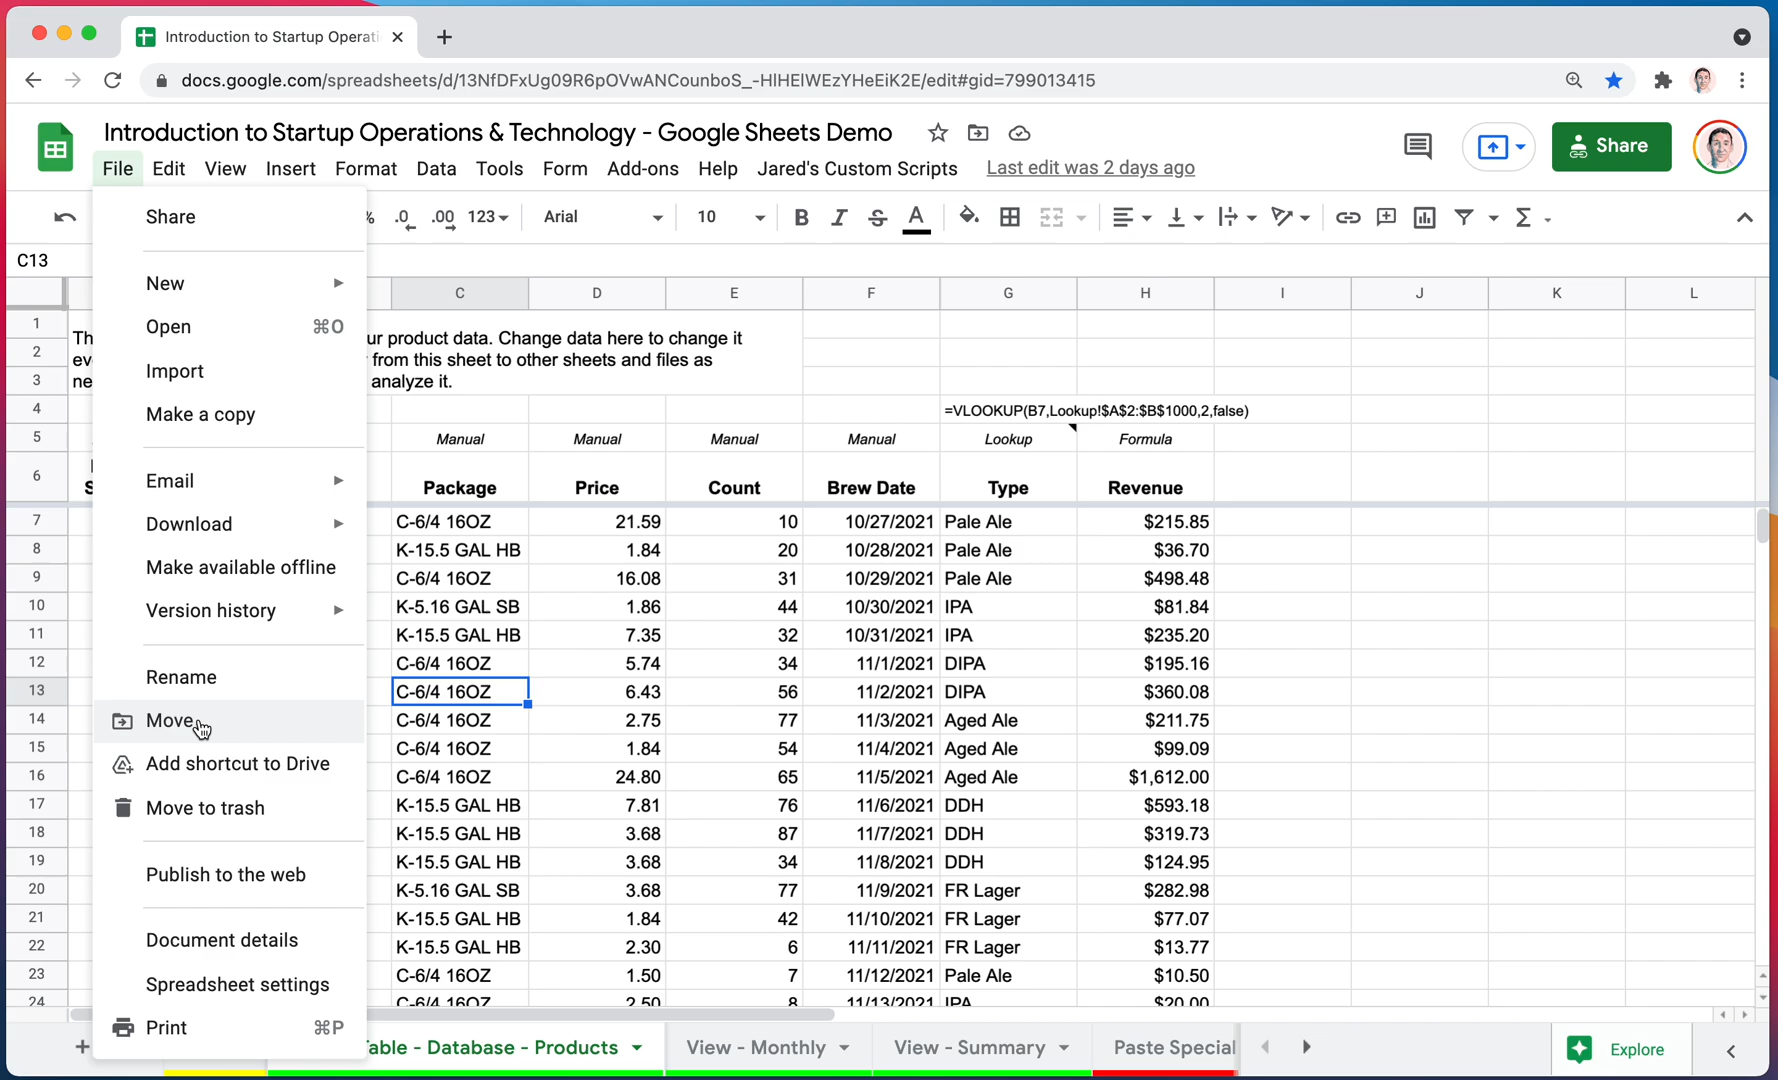 Introduction to Startup Operati
docs.google.com/spreadsheets/d/13NfDFxUg09R6pOVwANCounboS_-HlHElWEzYHeEiK2E/edit#gid=799013415
Introduction to Startup Operations & Technology - Google Sheets Demo
File Edit View Insert Format Data Tools Form Add-ons Help Jared's Custom Scripts Last edit was 2 days ago
Share
% .0 .00 123 Arial 10 B I S A Σ
C13
C D E F G H I J K L
Share
New
Open ⌘O
Import
Make a copy
Email
Download
Make available offline
Version history
Rename
Move
Add shortcut to Drive
Move to trash
Publish to the web
Document details
Spreadsheet settings
Print ⌘P
1 Th ur product data. Change data here to change it
2 ev from this sheet to other sheets and files as
3 ne analyze it.
4 =VLOOKUP(B7,Lookup!$A$2:$B$1000,2,false)
5 Manual Manual Manual Manual Lookup Formula
6 S Package Price Count Brew Date Type Revenue
7 C-6/4 16OZ 21.59 10 10/27/2021 Pale Ale $215.85
8 K-15.5 GAL HB 1.84 20 10/28/2021 Pale Ale $36.70
9 C-6/4 16OZ 16.08 31 10/29/2021 Pale Ale $498.48
10 K-5.16 GAL SB 1.86 44 10/30/2021 IPA $81.84
11 K-15.5 GAL HB 7.35 32 10/31/2021 IPA $235.20
12 C-6/4 16OZ 5.74 34 11/1/2021 DIPA $195.16
13 C-6/4 16OZ 6.43 56 11/2/2021 DIPA $360.08
14 C-6/4 16OZ 2.75 77 11/3/2021 Aged Ale $211.75
15 C-6/4 16OZ 1.84 54 11/4/2021 Aged Ale $99.09
16 C-6/4 16OZ 24.80 65 11/5/2021 Aged Ale $1,612.00
17 K-15.5 GAL HB 7.81 76 11/6/2021 DDH $593.18
18 K-15.5 GAL HB 3.68 87 11/7/2021 DDH $319.73
19 K-15.5 GAL HB 3.68 34 11/8/2021 DDH $124.95
20 K-5.16 GAL SB 3.68 77 11/9/2021 FR Lager $282.98
21 K-15.5 GAL HB 1.84 42 11/10/2021 FR Lager $77.07
22 K-15.5 GAL HB 2.30 6 11/11/2021 FR Lager $13.77
23 C-6/4 16OZ 1.50 7 11/12/2021 Pale Ale $10.50
24 C-6/4 16OZ 2.50 8 11/13/2021 IPA $20.00
+ able - Database - Products View - Monthly View - Summary Paste Special Explore